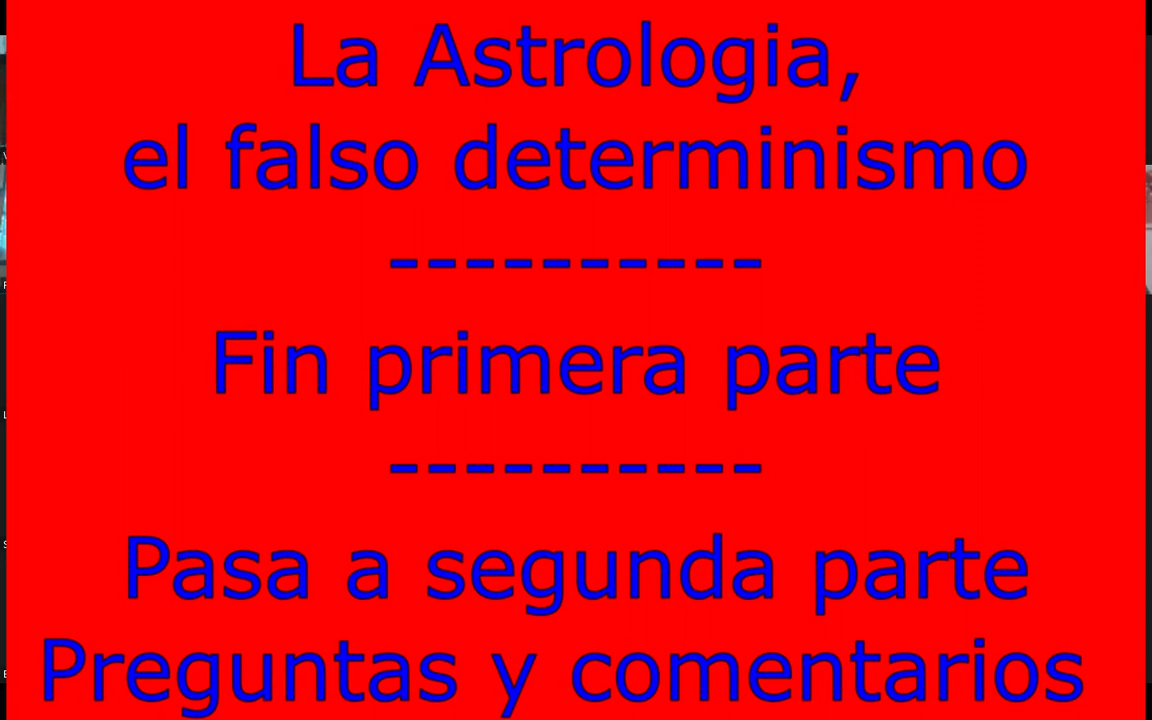 La Astrologia,
el falso determinismo
----------
Fin primera parte
----------
Pasa a segunda parte
Preguntas y comentarios